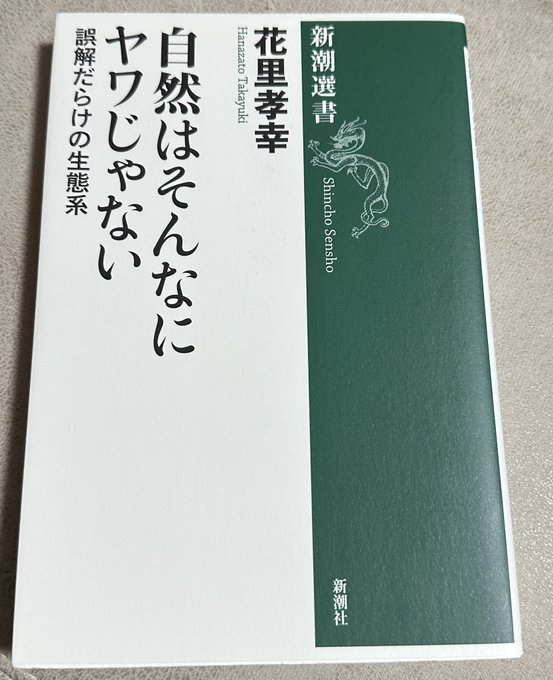 新潮選書
Shincho Sensho
花里孝幸
Hanazato Takayuki
自然はそんなに
ヤワじゃない
誤解だらけの生態系
新潮社